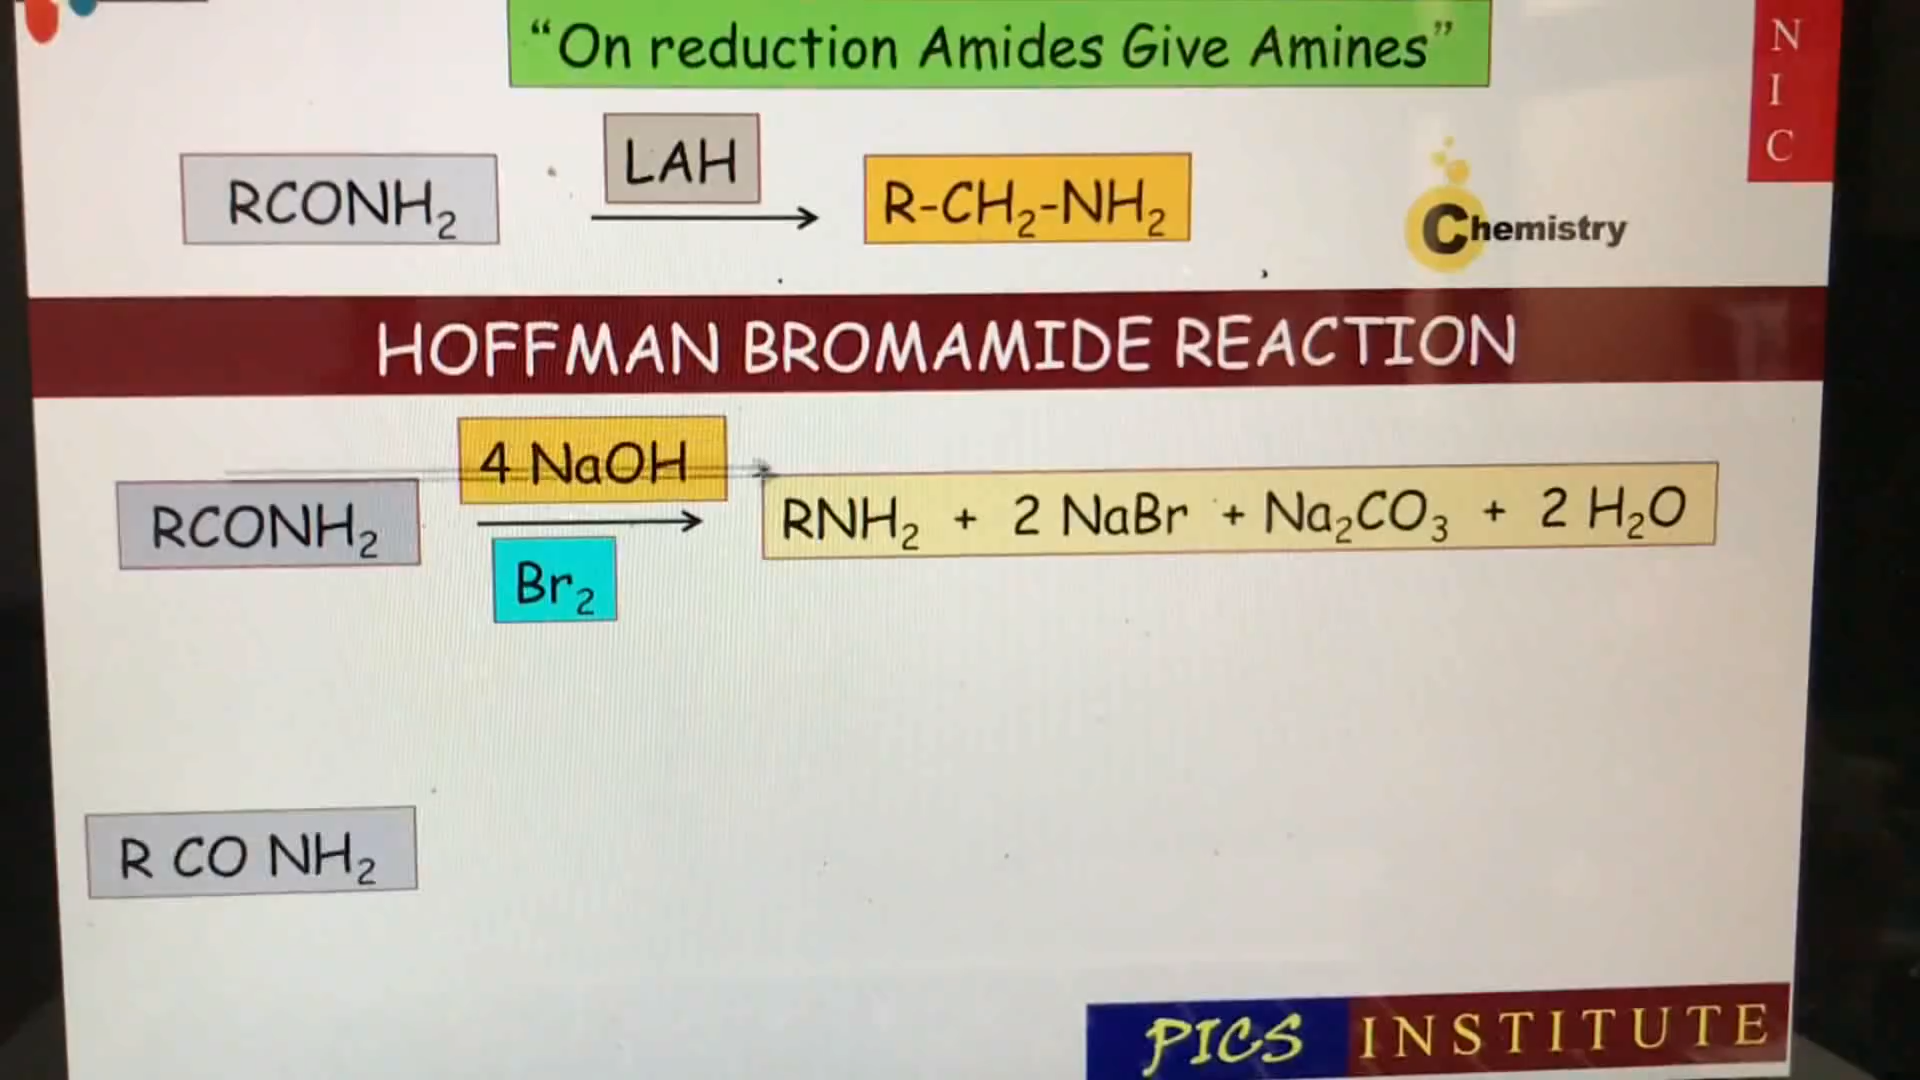 “On reduction Amides Give Amines”
N
I
C
LAH
RCONH₂
R-CH₂-NH₂
Chemistry
HOFFMAN BROMAMIDE REACTION
4 NaOH
RCONH₂
RNH₂ + 2 NaBr + Na₂CO₃ + 2 H₂O
Br₂
R CO NH₂
PICS INSTITUTE